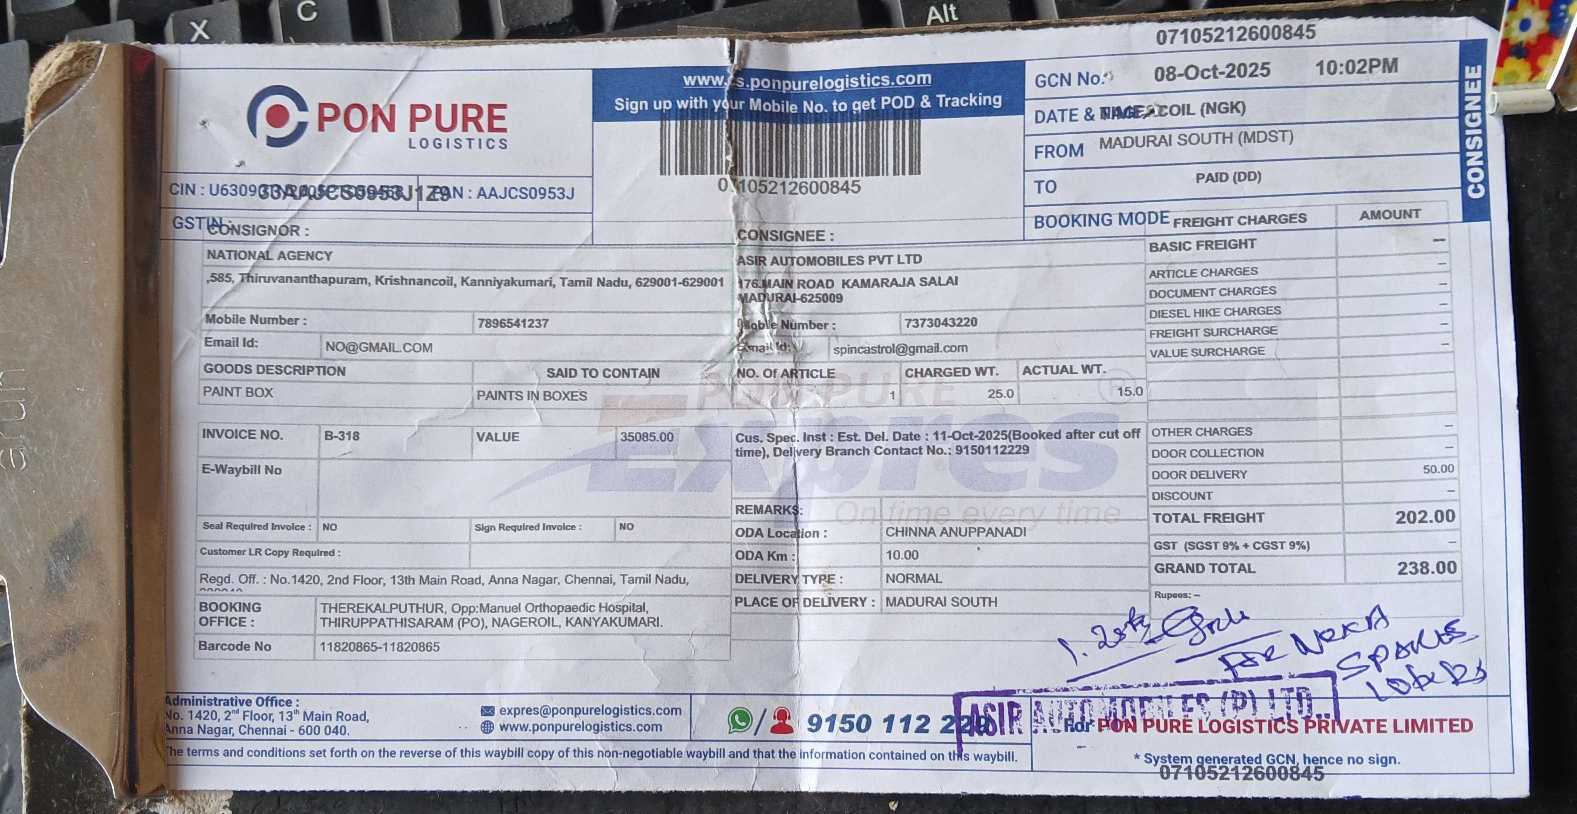 X
C
Alt
07105212600845
PON PURE
LOGISTICS
www.cs.ponpurelogistics.com
Sign up with your Mobile No. to get POD & Tracking
07105212600845
GCN No.:
08-Oct-2025 10:02PM
DATE & (NGK)
FROM MADURAI SOUTH (MDST)
TO PAID (DD)
BOOKING MODE
CONSIGNEE
CIN : 33AAJCS0953J1Z9 PAN : AAJCS0953J
GSTIN :
CONSIGNOR :
NATIONAL AGENCY
,585, Thiruvananthapuram, Krishnancoil, Kanniyakumari, Tamil Nadu, 629001-629001
Mobile Number : 7896541237
Email Id: NO@GMAIL.COM
GOODS DESCRIPTION SAID TO CONTAIN
PAINT BOX PAINTS IN BOXES
CONSIGNEE :
ASIR AUTOMOBILES PVT LTD
176.MAIN ROAD KAMARAJA SALAI
MADURAI-625009
Mobile Number : 7373043220
Email Id: spincastrol@gmail.com
NO. Of ARTICLE CHARGED WT. ACTUAL WT.
1 25.0 15.0
PON PURE
Expres
On time every time
INVOICE NO. B-318 VALUE 35085.00
E-Waybill No
Seal Required Invoice : NO Sign Required Invoice : NO
Customer LR Copy Required :
Regd. Off. : No.1420, 2nd Floor, 13th Main Road, Anna Nagar, Chennai, Tamil Nadu,
BOOKING OFFICE : THEREKALPUTHUR, Opp:Manuel Orthopaedic Hospital,
THIRUPPATHISARAM (PO), NAGEROIL, KANYAKUMARI.
Barcode No 11820865-11820865
Cus. Spec. Inst : Est. Del. Date : 11-Oct-2025(Booked after cut off
time), Delivery Branch Contact No.: 9150112229
REMARKS:
ODA Location : CHINNA ANUPPANADI
ODA Km : 10.00
DELIVERY TYPE : NORMAL
PLACE OF DELIVERY : MADURAI SOUTH
FREIGHT CHARGES AMOUNT
BASIC FREIGHT –
ARTICLE CHARGES –
DOCUMENT CHARGES –
DIESEL HIKE CHARGES –
FREIGHT SURCHARGE –
VALUE SURCHARGE –
OTHER CHARGES –
DOOR COLLECTION –
DOOR DELIVERY 50.00
DISCOUNT –
TOTAL FREIGHT 202.00
GST (SGST 9% + CGST 9%) –
GRAND TOTAL 238.00
Rupees: –
SPARES
ASIR AUTOMOBILES (P) LTD.,
Administrative Office :
No. 1420, 2nd Floor, 13th Main Road,
Anna Nagar, Chennai - 600 040.
expres@ponpurelogistics.com
www.ponpurelogistics.com
9150 112 229
For PON PURE LOGISTICS PRIVATE LIMITED
The terms and conditions set forth on the reverse of this waybill copy of this non-negotiable waybill and that the information contained on this waybill.
* System generated GCN, hence no sign.
07105212600845